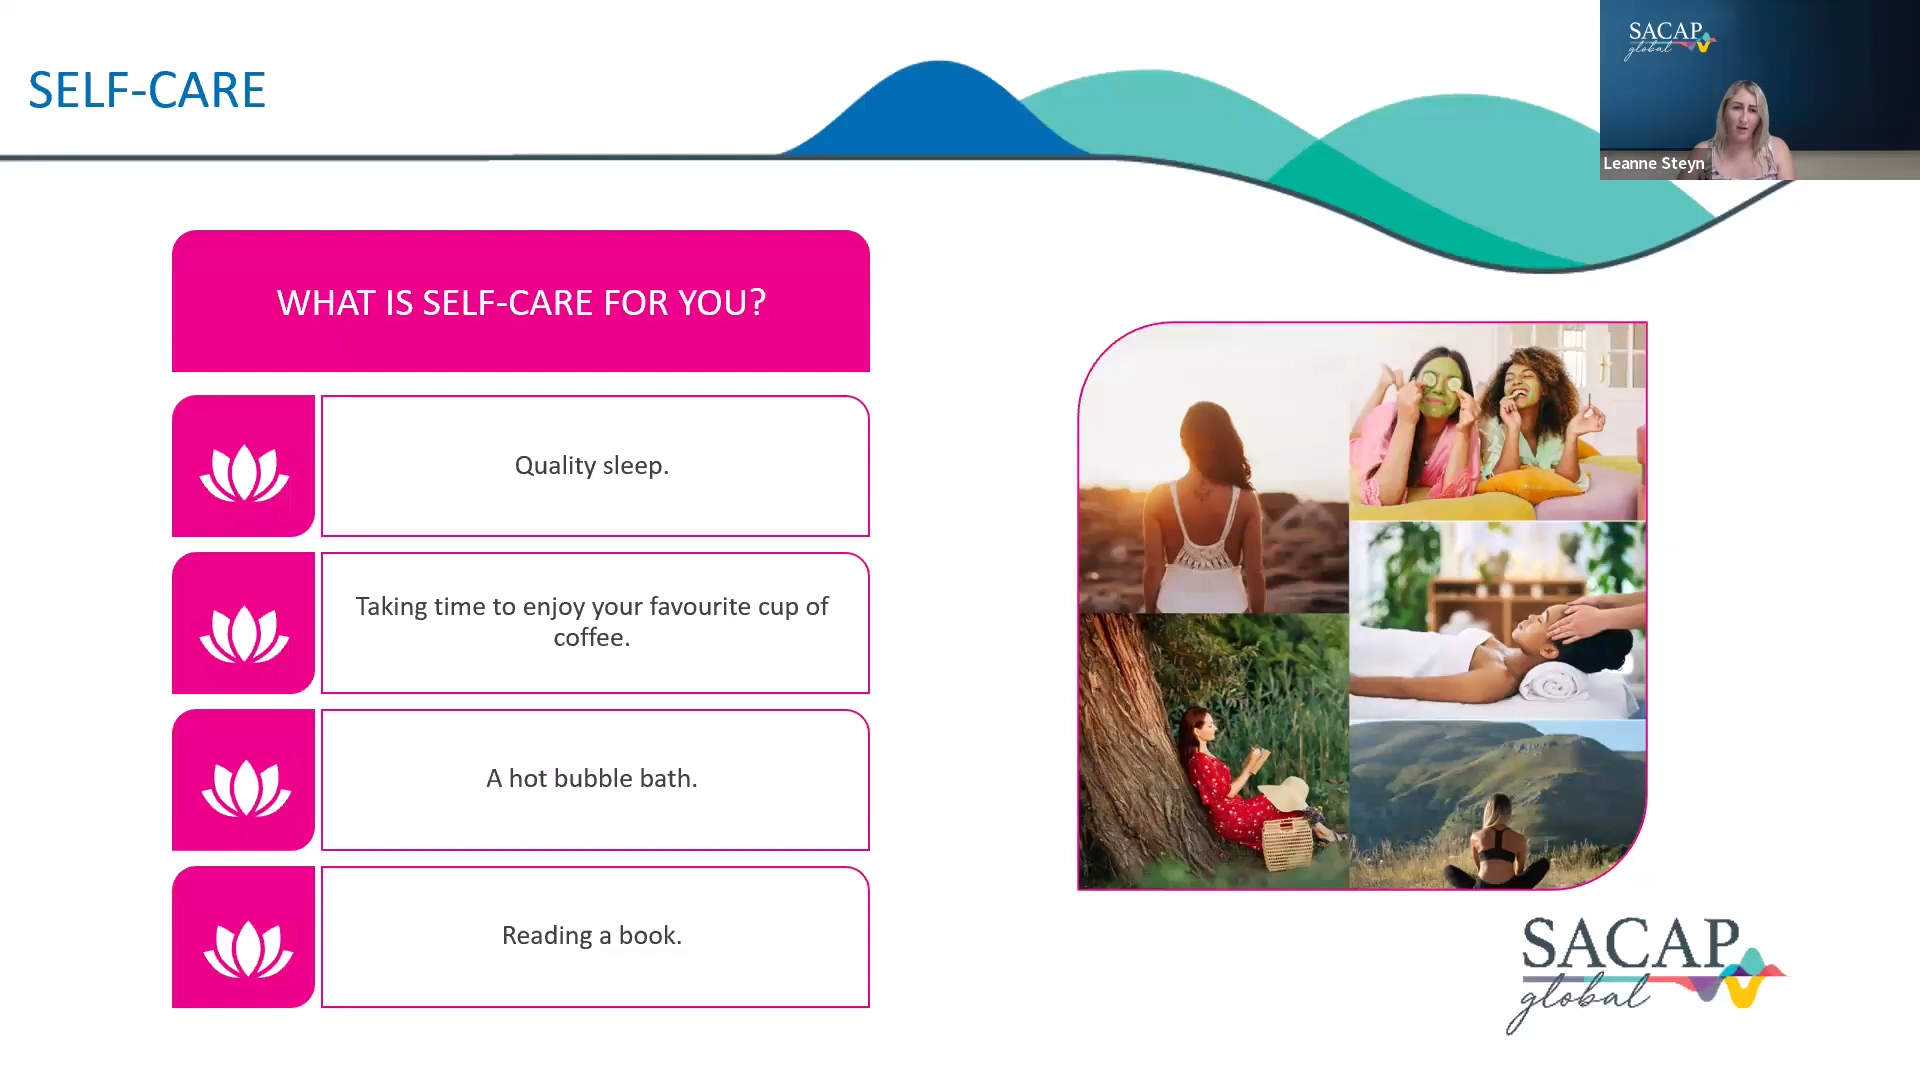 SELF-CARE
SACAP
global
Leanne Steyn
WHAT IS SELF-CARE FOR YOU?
Quality sleep.
Taking time to enjoy your favourite cup of
coffee.
A hot bubble bath.
Reading a book.
SACAP
global